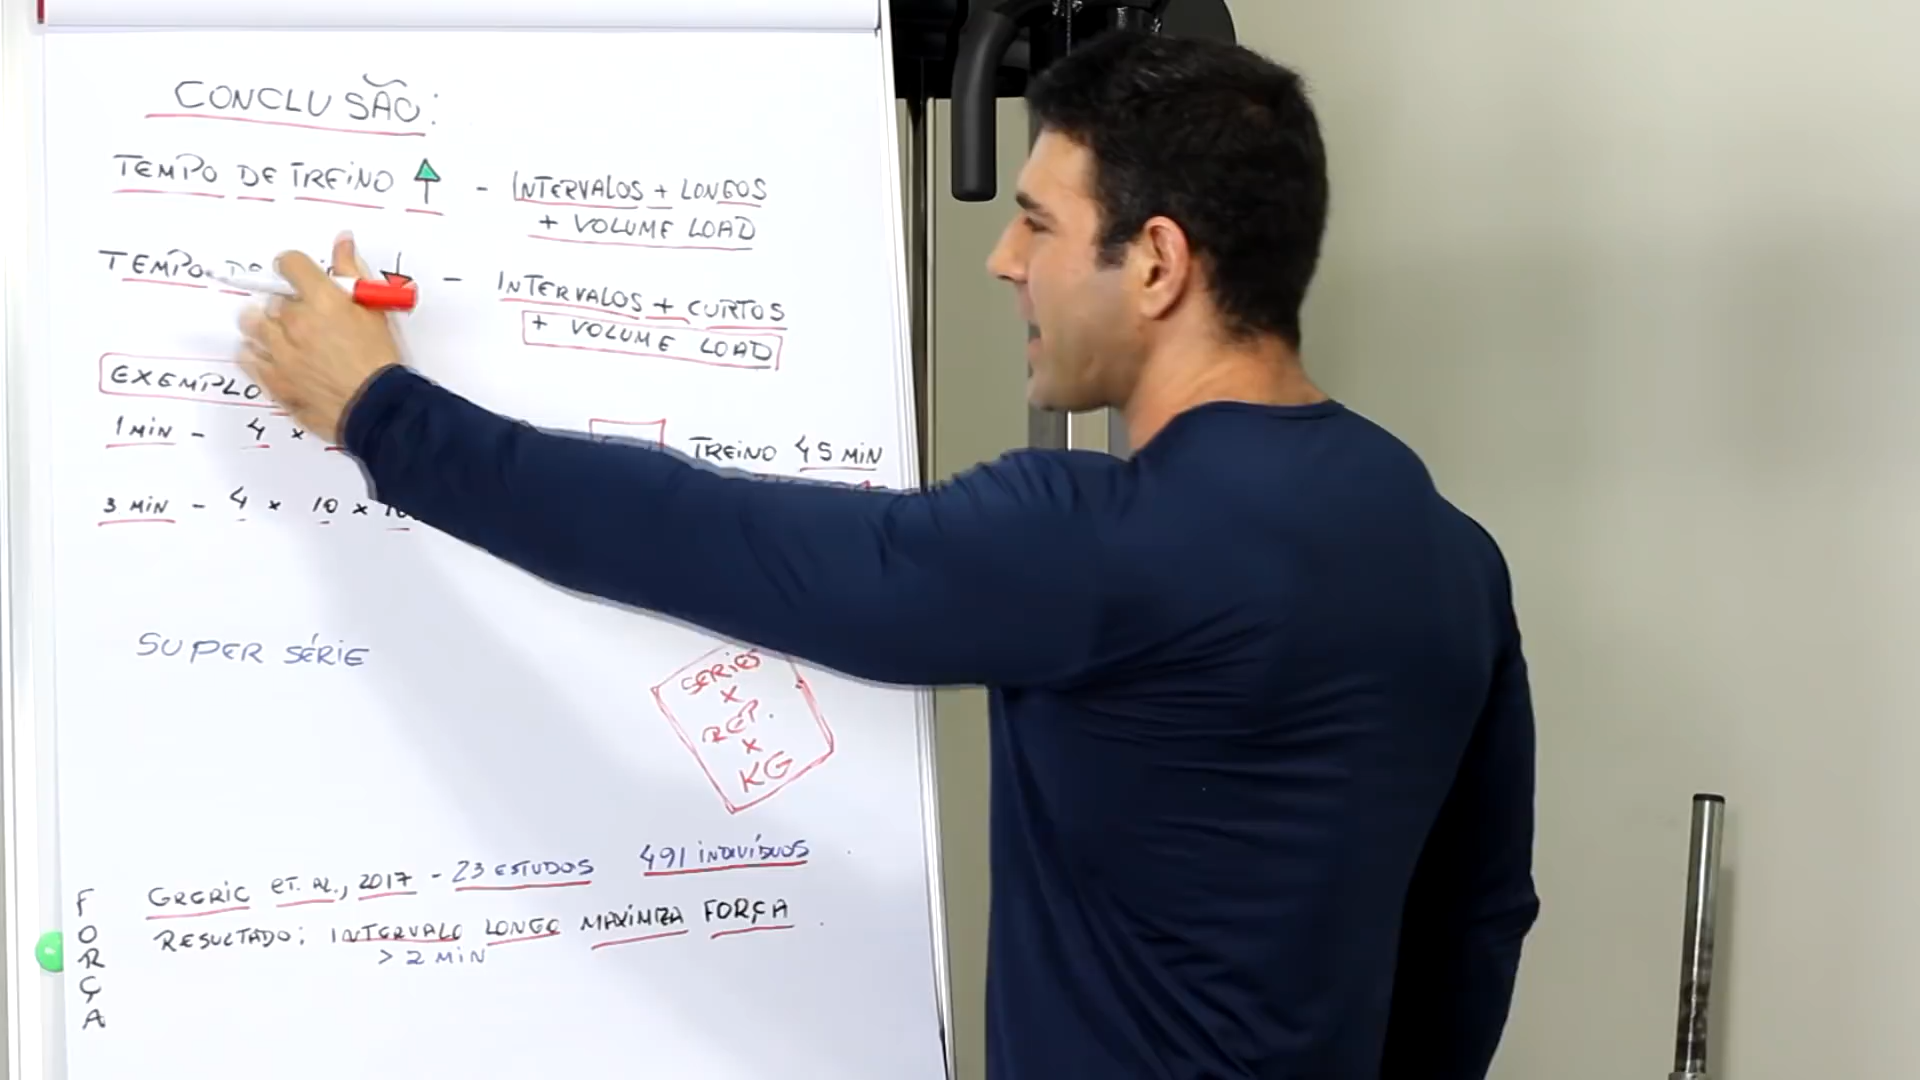 CONCLUSÃO:
TEMPO DE TREINO ↑ - INTERVALOS + LONGOS
+ VOLUME LOAD
TEMPO ↓ - INTERVALOS + CURTOS
+ VOLUME LOAD
EXEMPLO
1 MIN - 4 ×
TREINO 45 MIN
3 MIN - 4 × 10 ×
SUPER SÉRIE
SERIES
X
REP.
X
KG
GRGRIC ET. AL., 2017 - 23 ESTUDOS 491 INDIVÍDUOS
RESULTADO: INTERVALO LONGO MAXIMIZA FORÇA
> 2 MIN
FORÇA